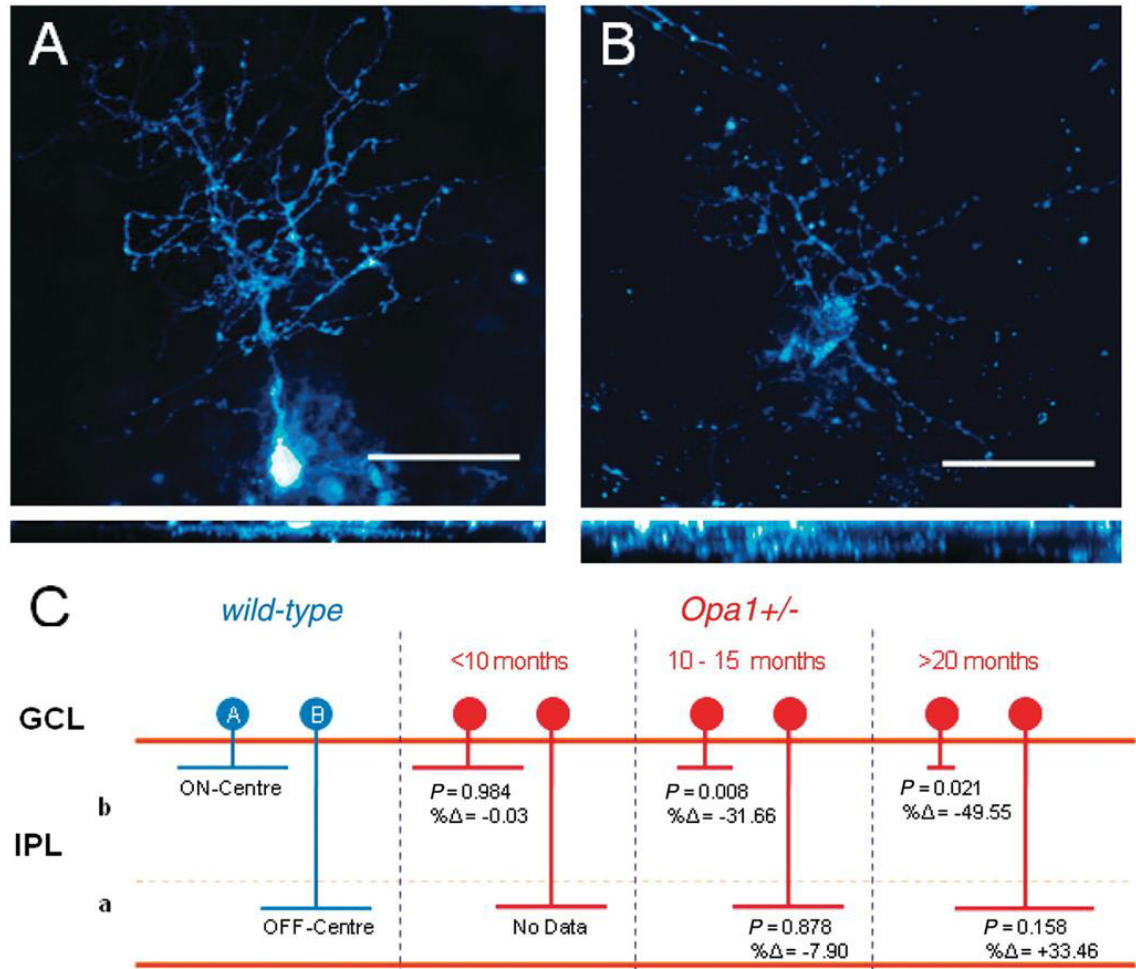 A
B
C
wild-type
Opa1+/-
<10 months
10 - 15 months
>20 months
GCL
A
B
ON-Centre
P = 0.984
%Δ = -0.03
P = 0.008
%Δ = -31.66
P = 0.021
%Δ = -49.55
b
IPL
a
OFF-Centre
No Data
P = 0.878
%Δ = -7.90
P = 0.158
%Δ = +33.46